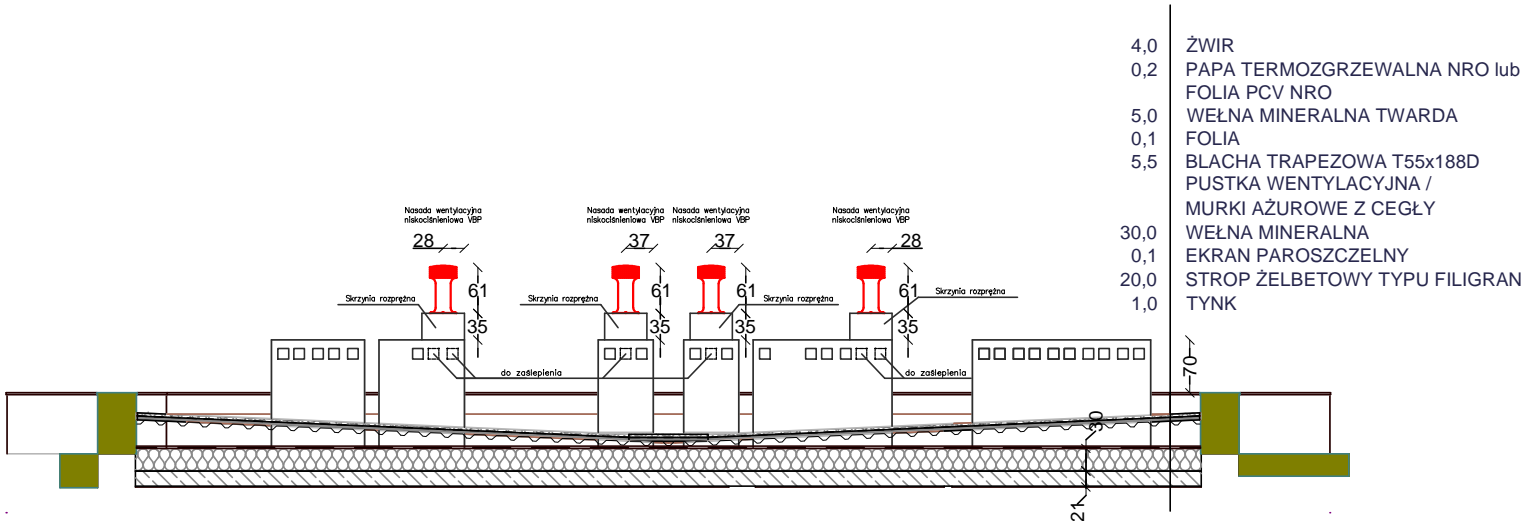 4,0 ŻWIR
0,2 PAPA TERMOZGRZEWALNA NRO lub
FOLIA PCV NRO
5,0 WEŁNA MINERALNA TWARDA
0,1 FOLIA
5,5 BLACHA TRAPEZOWA T55x188D
PUSTKA WENTYLACYJNA /
MURKI AŻUROWE Z CEGŁY
30,0 WEŁNA MINERALNA
0,1 EKRAN PAROSZCZELNY
20,0 STROP ŻELBETOWY TYPU FILIGRAN
1,0 TYNK
Nasada wentylacyjna
niskociśnieniowa VBP
Nasada wentylacyjna
niskociśnieniowa VBP
Nasada wentylacyjna
niskociśnieniowa VBP
Nasada wentylacyjna
niskociśnieniowa VBP
28
37
37
28
61
61
61
61
Skrzynia rozprężna
Skrzynia rozprężna
Skrzynia rozprężna
Skrzynia rozprężna
35
35
35
35
do zaślepienia
do zaślepienia
70
30
21